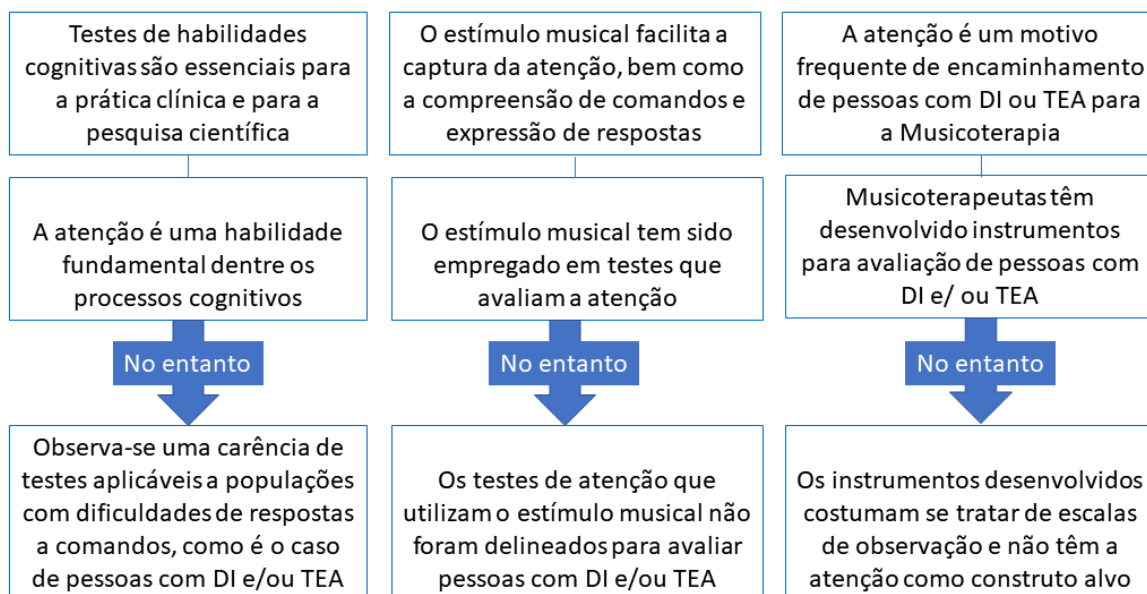 Testes de habilidades
cognitivas são essenciais para
a prática clínica e para a
pesquisa científica
A atenção é uma habilidade
fundamental dentre os
processos cognitivos
No entanto
Observa-se uma carência de
testes aplicáveis a populações
com dificuldades de respostas
a comandos, como é o caso
de pessoas com DI e/ou TEA
O estímulo musical facilita a
captura da atenção, bem como
a compreensão de comandos e
expressão de respostas
O estímulo musical tem sido
empregado em testes que
avaliam a atenção
No entanto
Os testes de atenção que
utilizam o estímulo musical não
foram delineados para avaliar
pessoas com DI e/ou TEA
A atenção é um motivo
frequente de encaminhamento
de pessoas com DI ou TEA para
a Musicoterapia
Musicoterapeutas têm
desenvolvido instrumentos
para avaliação de pessoas com
DI e/ ou TEA
No entanto
Os instrumentos desenvolvidos
costumam se tratar de escalas
de observação e não têm a
atenção como construto alvo